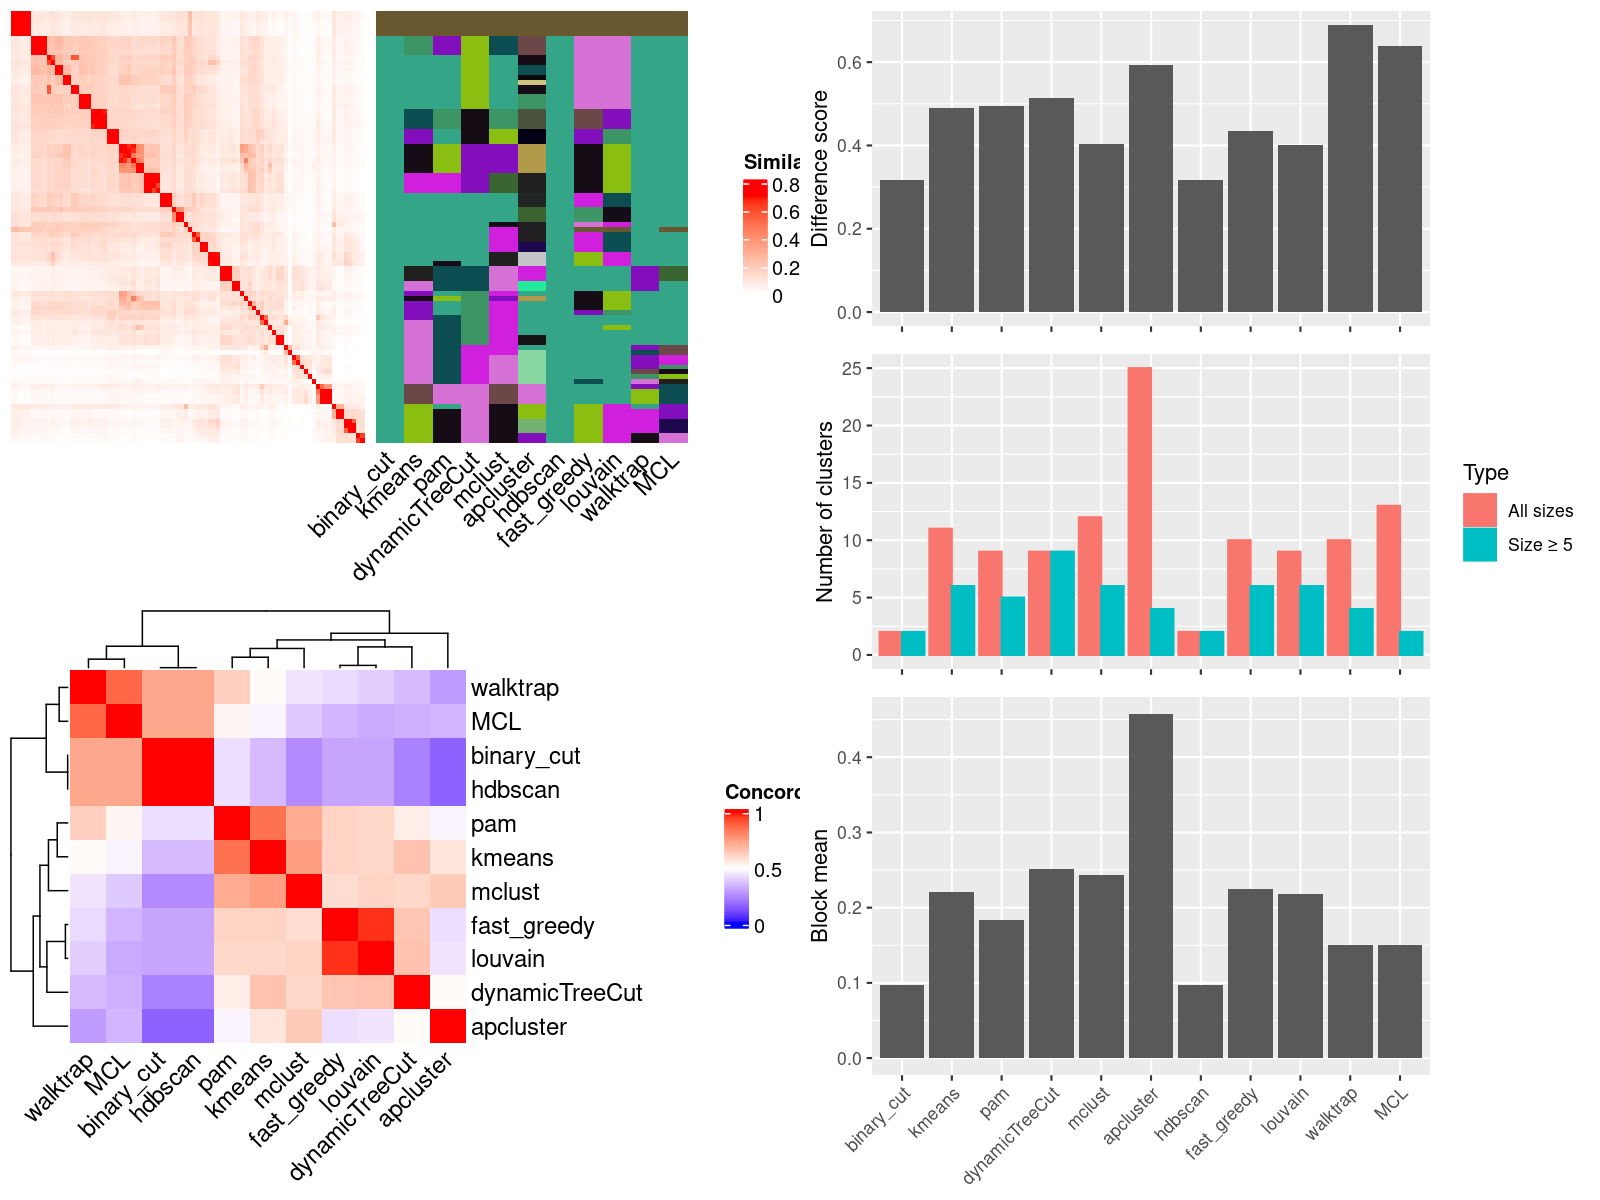 Simila
0.8
0.6
0.4
0.2
0
binary_cut
kmeans
pam
dynamicTreeCut
mclust
apcluster
hdbscan
fast_greedy
louvain
walktrap
MCL
walktrap
MCL
binary_cut
hdbscan
pam
kmeans
mclust
fast_greedy
louvain
dynamicTreeCut
apcluster
walktrap
MCL
binary_cut
hdbscan
pam
kmeans
mclust
fast_greedy
louvain
dynamicTreeCut
apcluster
Concord
1
0.5
0
Difference score
0.6
0.4
0.2
0.0
Number of clusters
25
20
15
10
5
0
Type
All sizes
Size ≥ 5
Block mean
0.4
0.3
0.2
0.1
0.0
binary_cut
kmeans
pam
dynamicTreeCut
mclust
apcluster
hdbscan
fast_greedy
louvain
walktrap
MCL